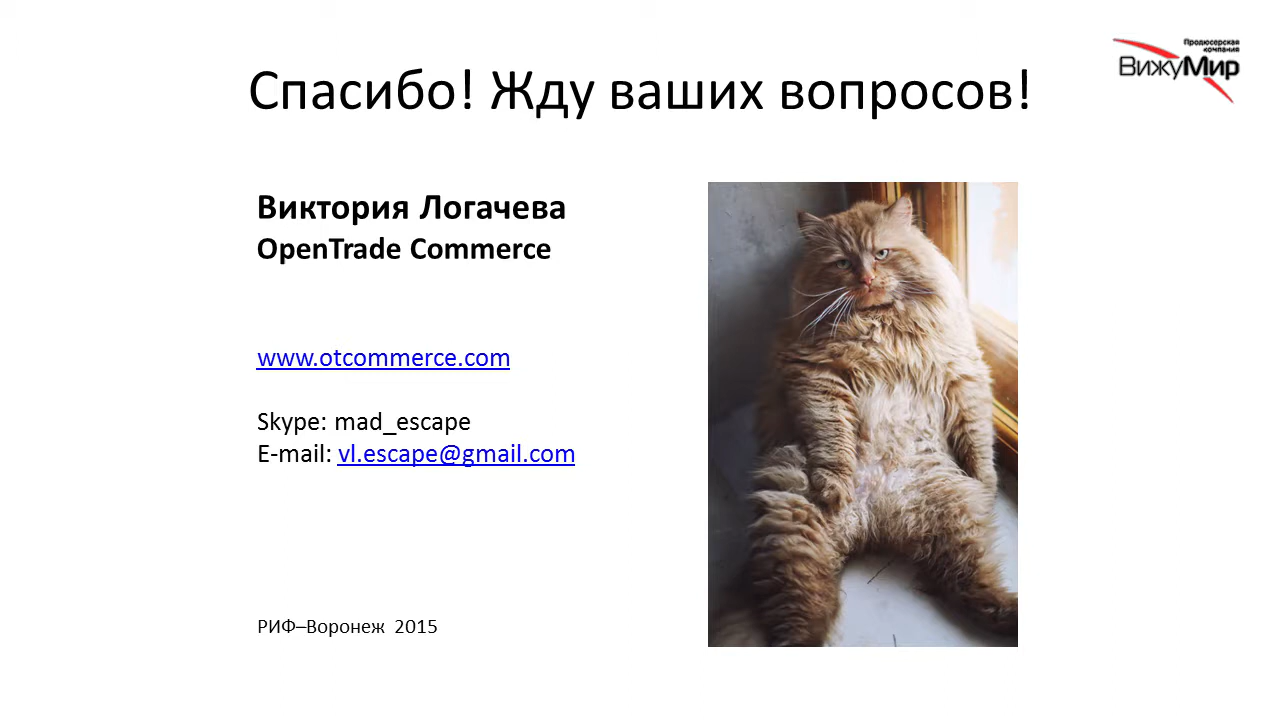 Продюсерская
компания
ВижуМир
Спасибо! Жду ваших вопросов!
Виктория Логачева
OpenTrade Commerce
www.otcommerce.com
Skype: mad_escape
E-mail: vl.escape@gmail.com
РИФ–Воронеж 2015